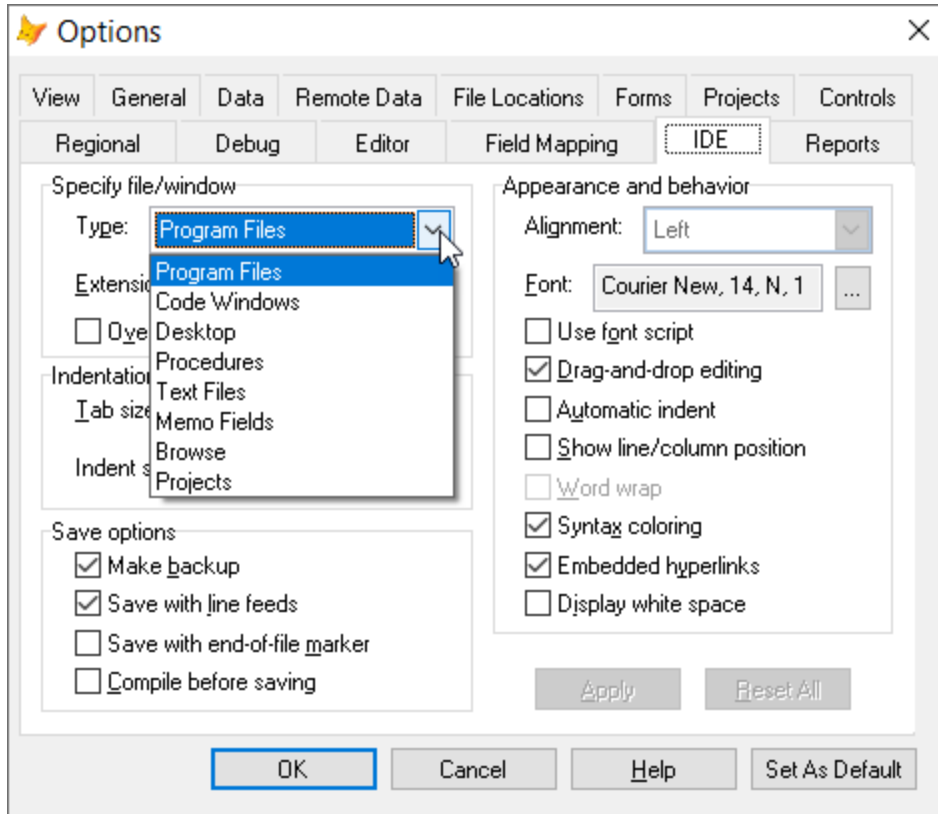 Options
View General Data Remote Data File Locations Forms Projects Controls
Regional Debug Editor Field Mapping IDE Reports
Specify file/window
Type: Program Files
Program Files
Code Windows
Desktop
Procedures
Text Files
Memo Fields
Browse
Projects
Indentation
Tab size
Indent s
Save options
Make backup
Save with line feeds
Save with end-of-file marker
Compile before saving
Appearance and behavior
Alignment: Left
Font: Courier New, 14, N, 1 ...
Use font script
Drag-and-drop editing
Automatic indent
Show line/column position
Word wrap
Syntax coloring
Embedded hyperlinks
Display white space
Apply Reset All
OK Cancel Help Set As Default